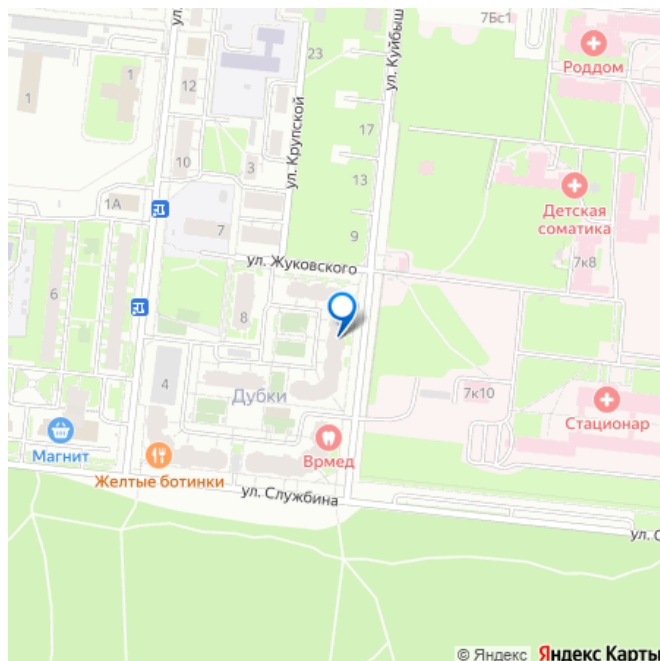 7Бс1
Роддом
ул.
ул. Куйбыш
23
12
1
1
17
ул. Крупской
10
3
13
Детская
соматика
1А
7
9
7к8
ул. Жуковского
6
8
4
Дубки
7к10
Стационар
Магнит
Врмед
Желтые ботинки
ул. Службина
ул. С
© Яндекс Яндекс Карты